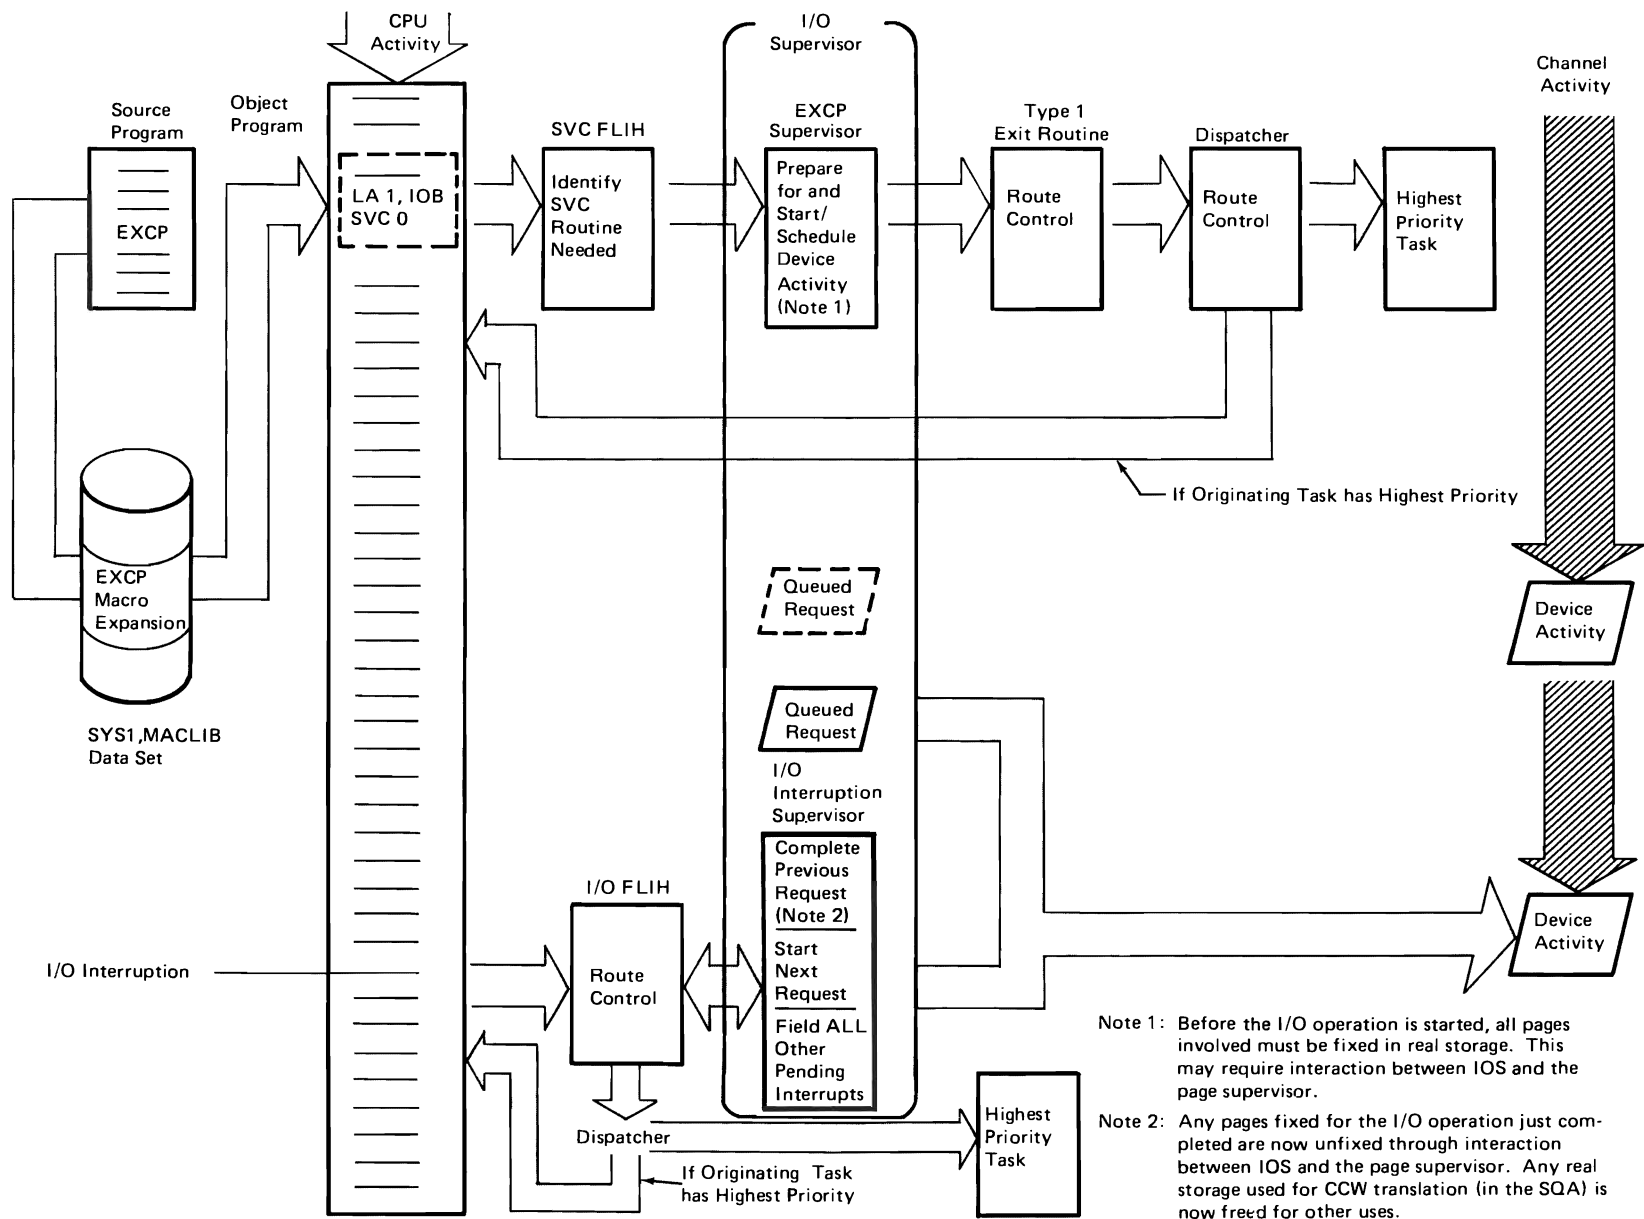 CPU
Activity
I/O
Supervisor
Channel
Activity
Source
Program
Object
Program
SVC FLIH
EXCP
Supervisor
Type 1
Exit Routine
Dispatcher
EXCP
LA 1, IOB
SVC 0
Identify
SVC
Routine
Needed
Prepare
for and
Start/
Schedule
Device
Activity
(Note 1)
Route
Control
Route
Control
Highest
Priority
Task
If Originating Task has Highest Priority
EXCP
Macro
Expansion
SYS1,MACLIB
Data Set
Queued
Request
Device
Activity
Queued
Request
I/O
Interruption
Supervisor
Complete
Previous
Request
(Note 2)
Start
Next
Request
Field ALL
Other
Pending
Interrupts
I/O FLIH
Route
Control
I/O Interruption
Device
Activity
Dispatcher
If Originating Task
has Highest Priority
Highest
Priority
Task
Note 1: Before the I/O operation is started, all pages
involved must be fixed in real storage. This
may require interaction between IOS and the
page supervisor.
Note 2: Any pages fixed for the I/O operation just com-
pleted are now unfixed through interaction
between IOS and the page supervisor. Any real
storage used for CCW translation (in the SQA) is
now freed for other uses.